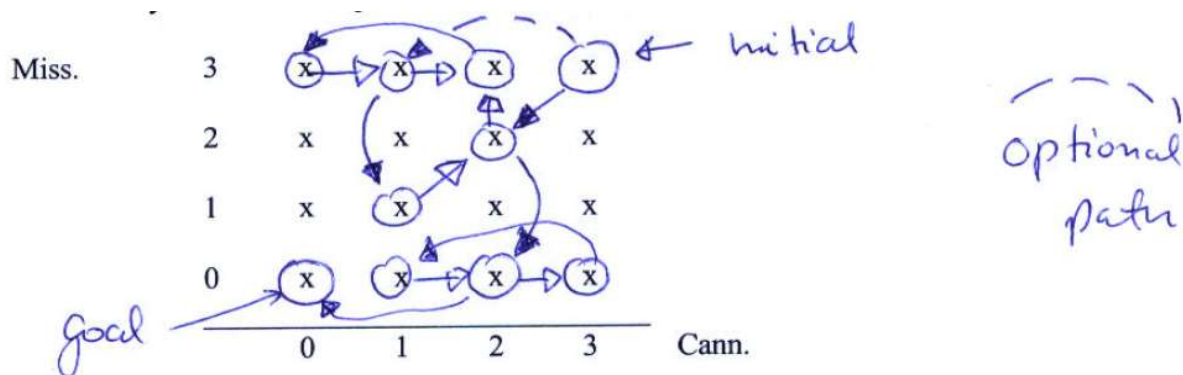 Miss. 3 x x x x initial
2 x x x x optional
1 x x x x path
0 x x x x
goal
0 1 2 3 Cann.